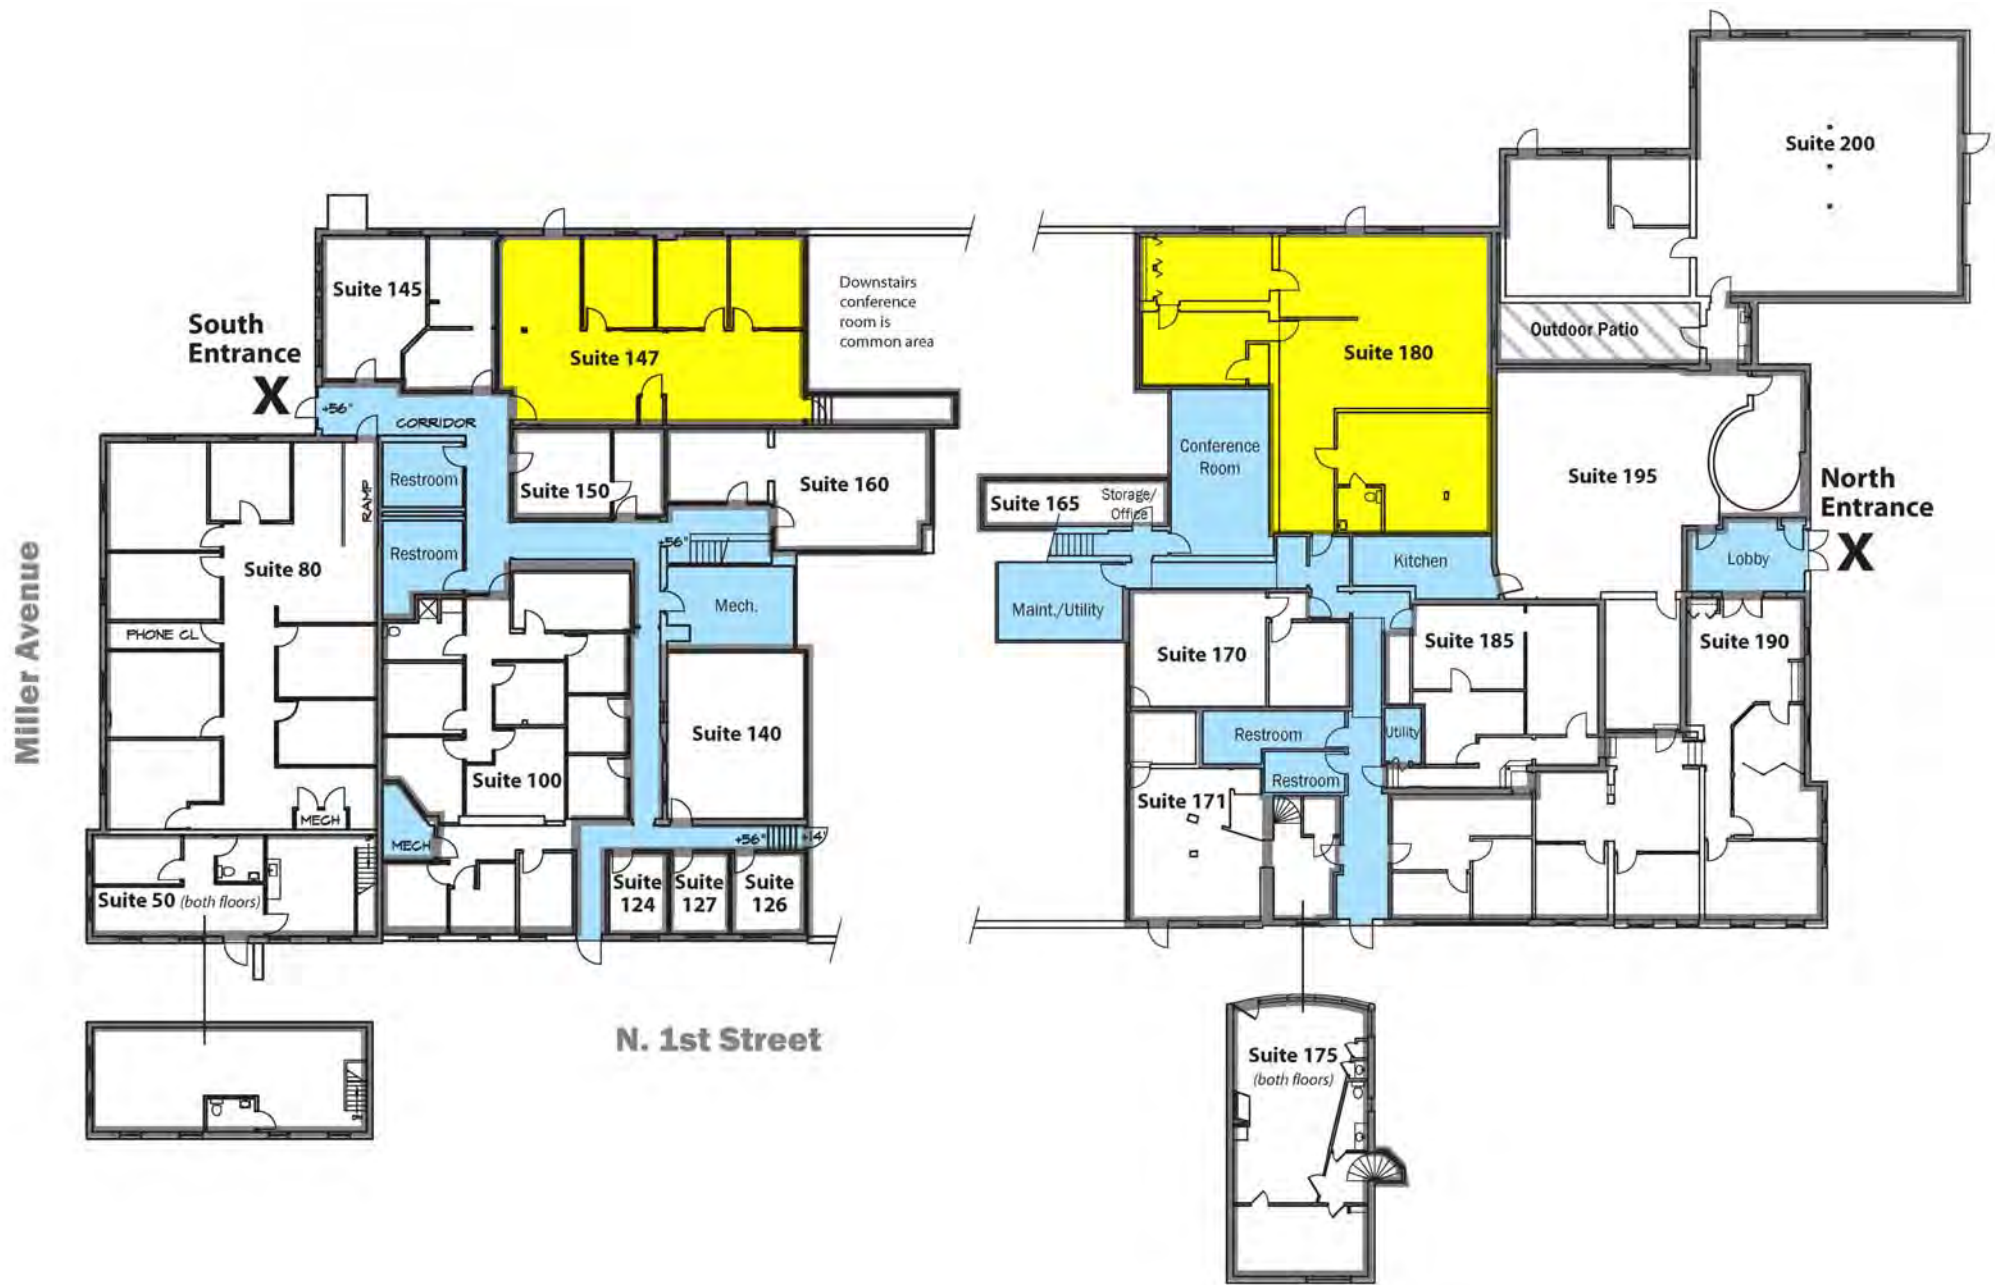 Suite 200
Suite 145
Downstairs
conference
room is
common area
South
Entrance
X
Suite 147
Suite 180
Outdoor Patio
+56"
CORRIDOR
Conference
Room
Restroom
RAMP
Suite 150
Suite 160
Suite 165
Storage/
Office
Suite 195
North
Entrance
X
Miller Avenue
Suite 80
Restroom
+56"
Kitchen
Lobby
Mech.
Maint./Utility
PHONE CL
Suite 170
Suite 185
Suite 190
Suite 140
Restroom
Utility
Suite 100
Restroom
MECH
Suite 171
MECH
+56"
+14'
Suite 50 (both floors)
Suite
124
Suite
127
Suite
126
N. 1st Street
Suite 175
(both floors)